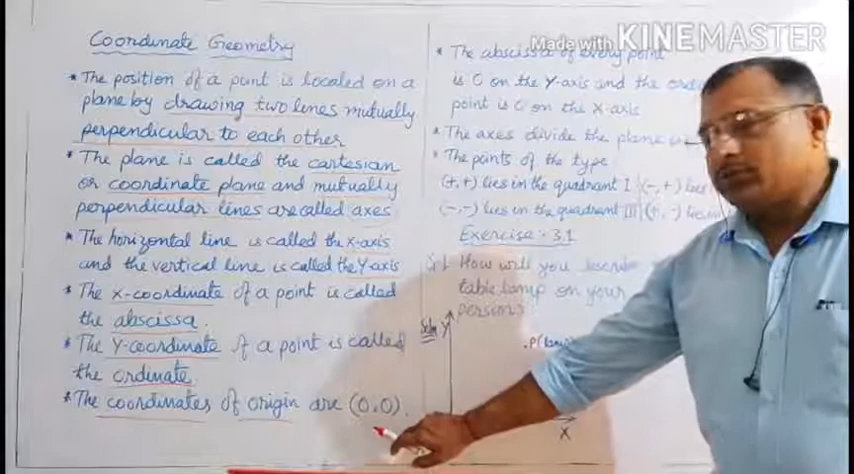 Made with KINEMASTER
Coordinate Geometry
* The position of a point is located on a
plane by drawing two lines mutually
perpendicular to each other
* The plane is called the cartesian
or coordinate plane and mutually
perpendicular lines are called axes
* The horizontal line is called the x-axis
and the vertical line is called the Y-axis
* The x-coordinate of a point is called
the abscissa.
* The Y-coordinate of a point is called
the ordinate.
* The coordinates of origin are (0,0).
* The abscissa of every point
is 0 on the Y-axis and the
point is 0 on the X-axis
* The axes divide the plane
* The points of the type
(+,+) lies in the quadrant I (-,+)
(-,-) lies in the quadrant III (+,-)
Exercise - 3.1
Q1. How will you
table lamp on your
person?
Soln Y
.P(
X